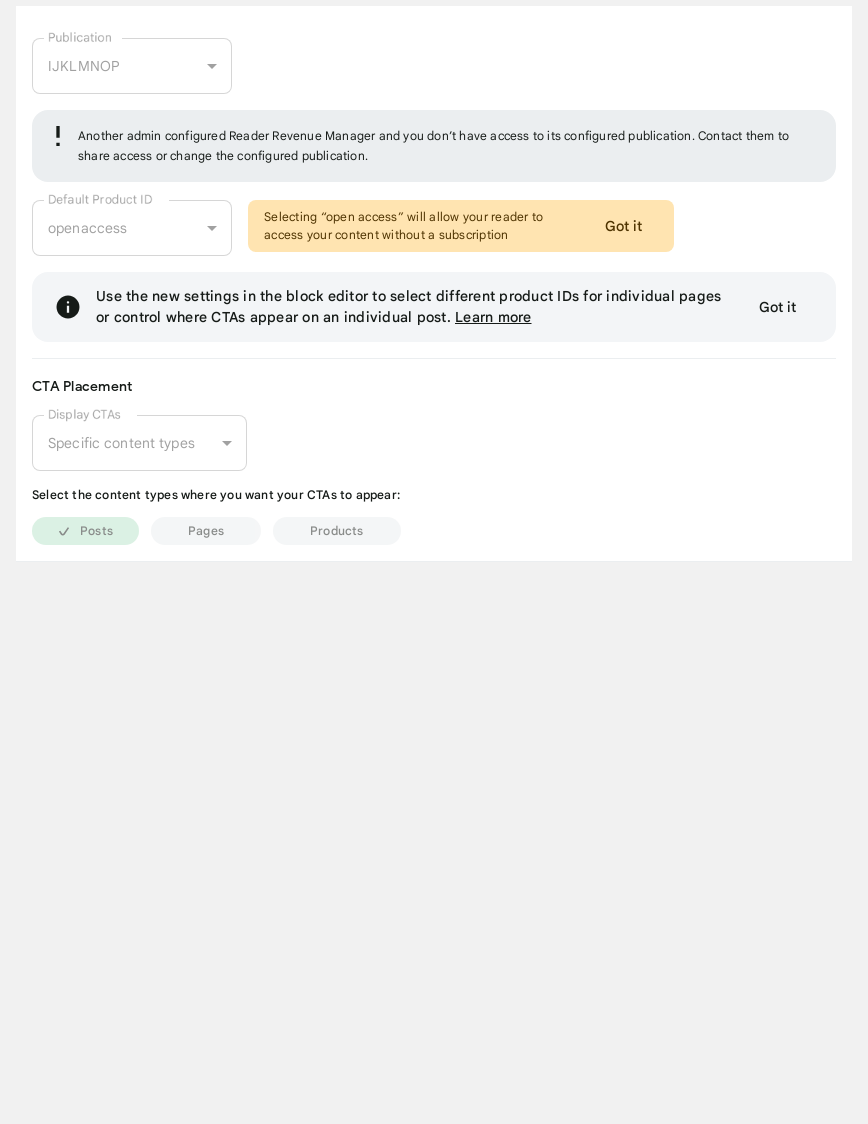 Publication
IJKLMNOP
Another admin configured Reader Revenue Manager and you don’t have access to its configured publication. Contact them to
share access or change the configured publication.
Default Product ID
openaccess
Selecting “open access” will allow your reader to
access your content without a subscription
Got it
Use the new settings in the block editor to select different product IDs for individual pages
or control where CTAs appear on an individual post. Learn more
Got it
CTA Placement
Display CTAs
Specific content types
Select the content types where you want your CTAs to appear:
Posts
Pages
Products